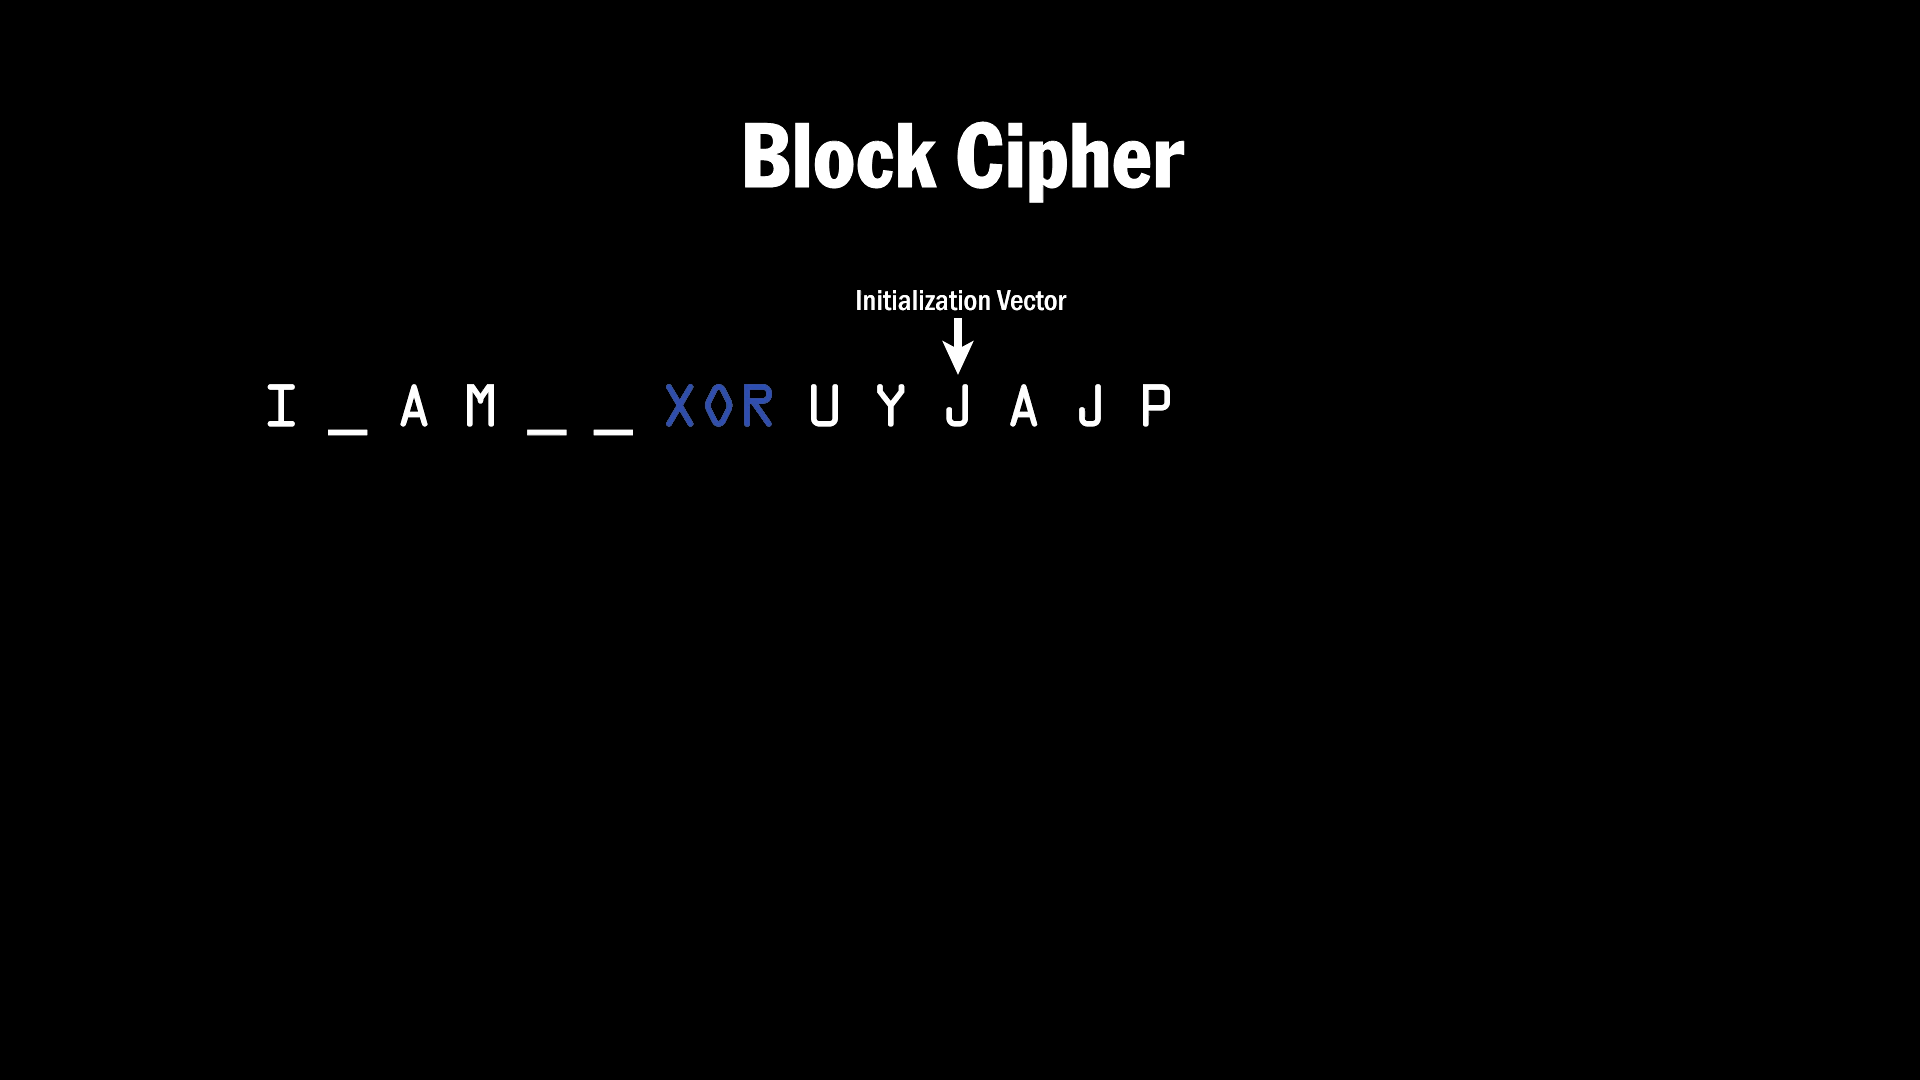 Block Cipher
Initialization Vector
I _ A M _ _ XOR U Y J A J P